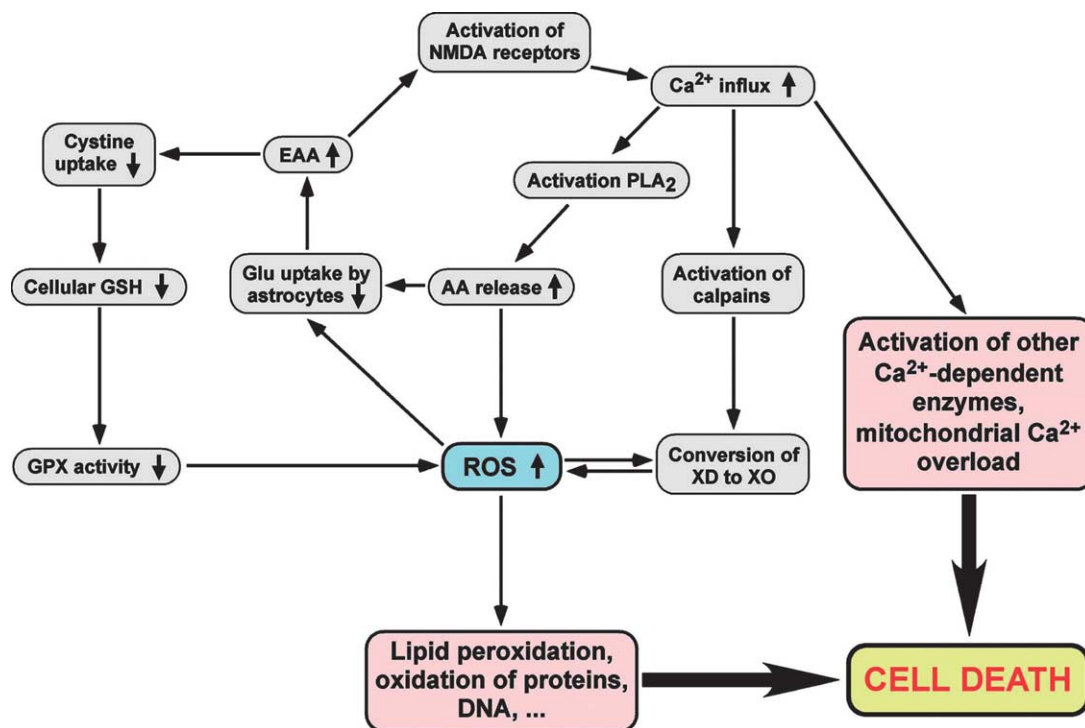 Activation of
NMDA receptors
Ca²⁺ influx ↑
Cystine
uptake ↓
EAA ↑
Activation PLA₂
Cellular GSH ↓
Glu uptake by
astrocytes ↓
AA release ↑
Activation of
calpains
Activation of other
Ca²⁺-dependent
enzymes,
mitochondrial Ca²⁺
overload
GPX activity ↓
ROS ↑
Conversion of
XD to XO
Lipid peroxidation,
oxidation of proteins,
DNA, ...
CELL DEATH